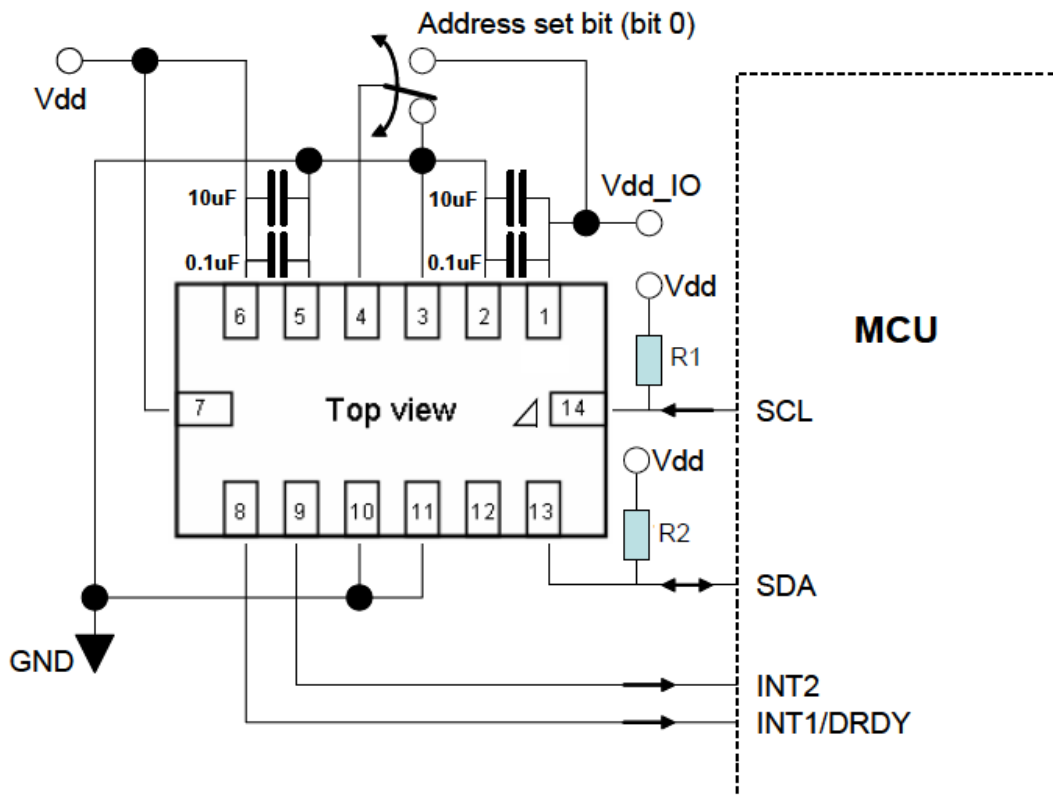 Address set bit (bit 0)
Vdd
10uF
10uF
Vdd_IO
0.1uF
0.1uF
Vdd
6
5
4
3
2
1
R1
MCU
7
Top view
14
SCL
Vdd
8
9
10
11
12
13
R2
SDA
GND
INT2
INT1/DRDY